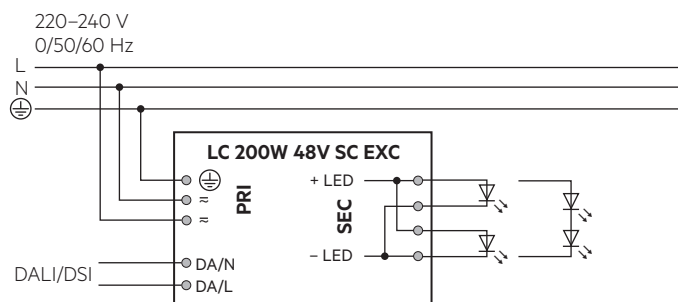 220–240 V
0/50/60 Hz
L
N
LC 200W 48V SC EXC
PRI
≂
≂
SEC
+ LED
– LED
DALI/DSI
DA/N
DA/L